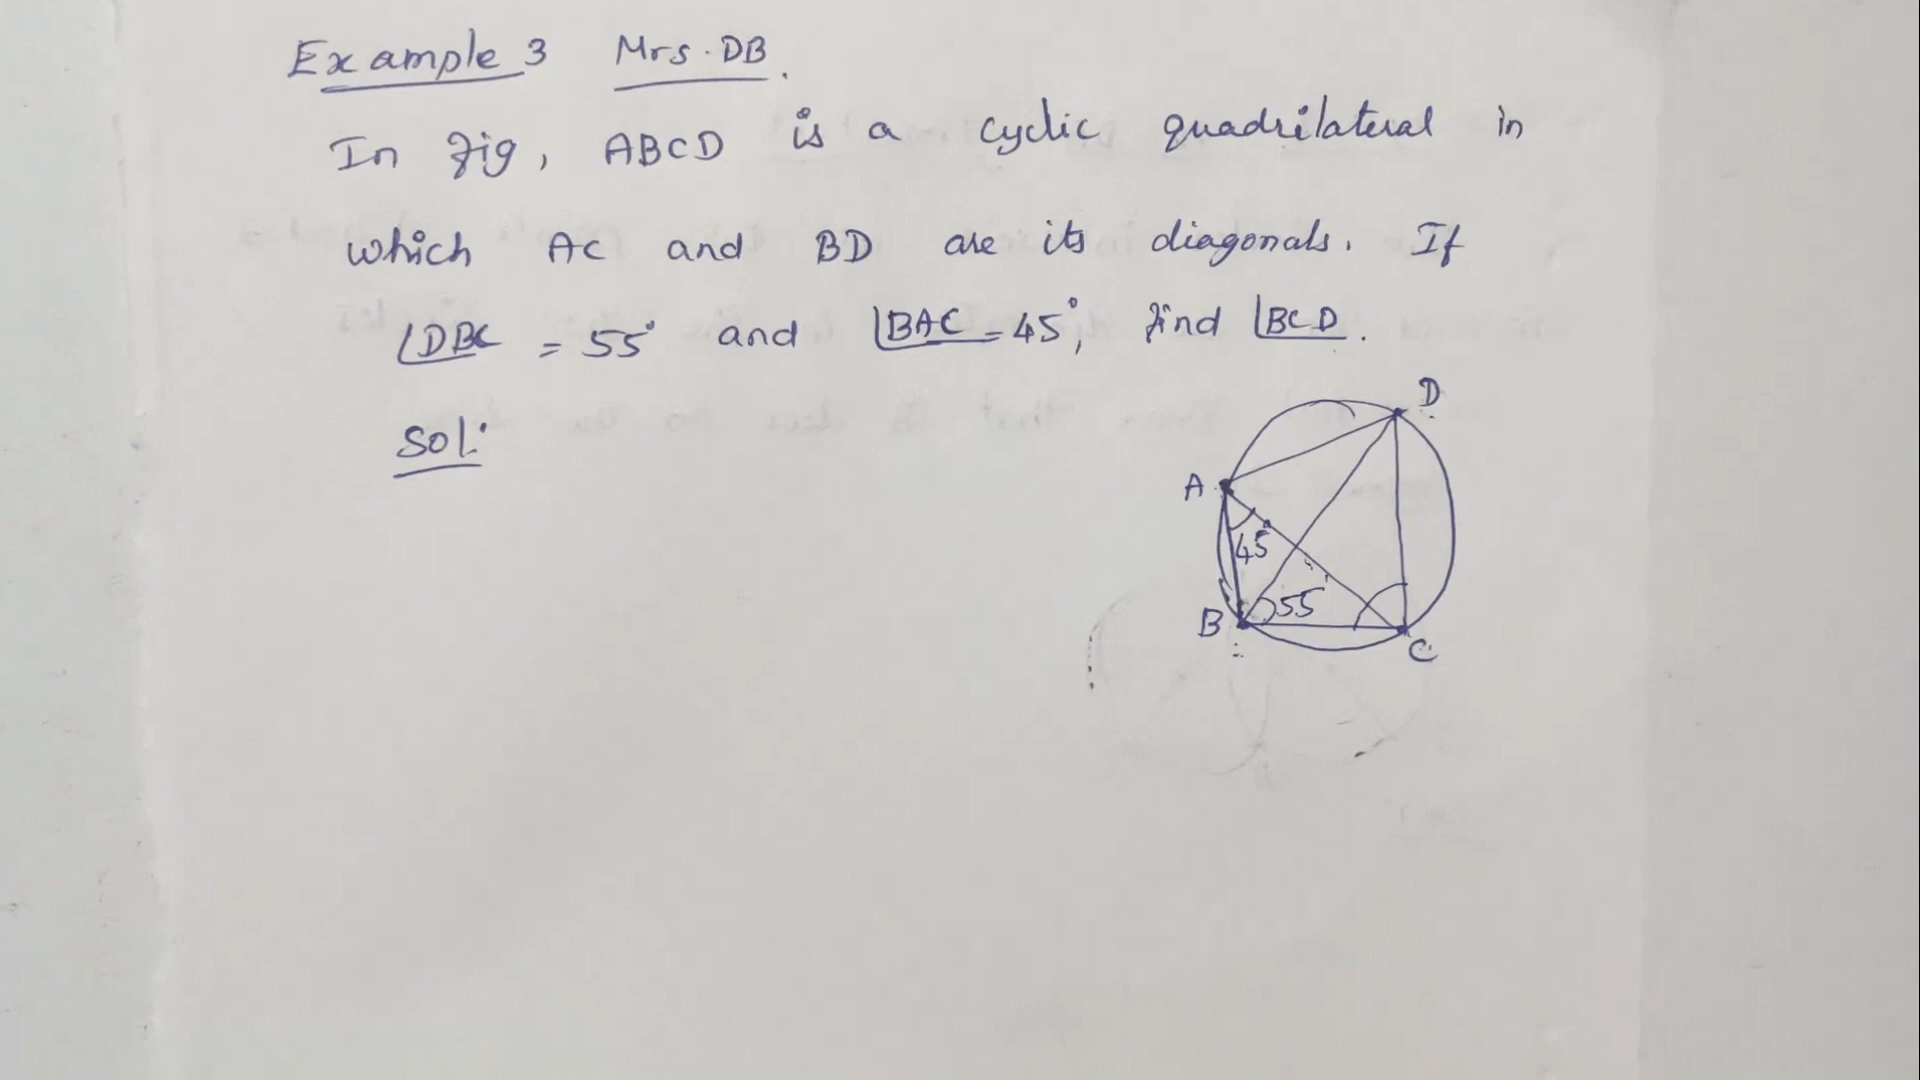 Example 3 Mrs. DB.
In fig, ABCD is a cyclic quadrilateral in
which AC and BD are its diagonals. If
∠DBC = 55° and ∠BAC = 45°, find ∠BCD.
Sol:
D
A
45°
55
B
C